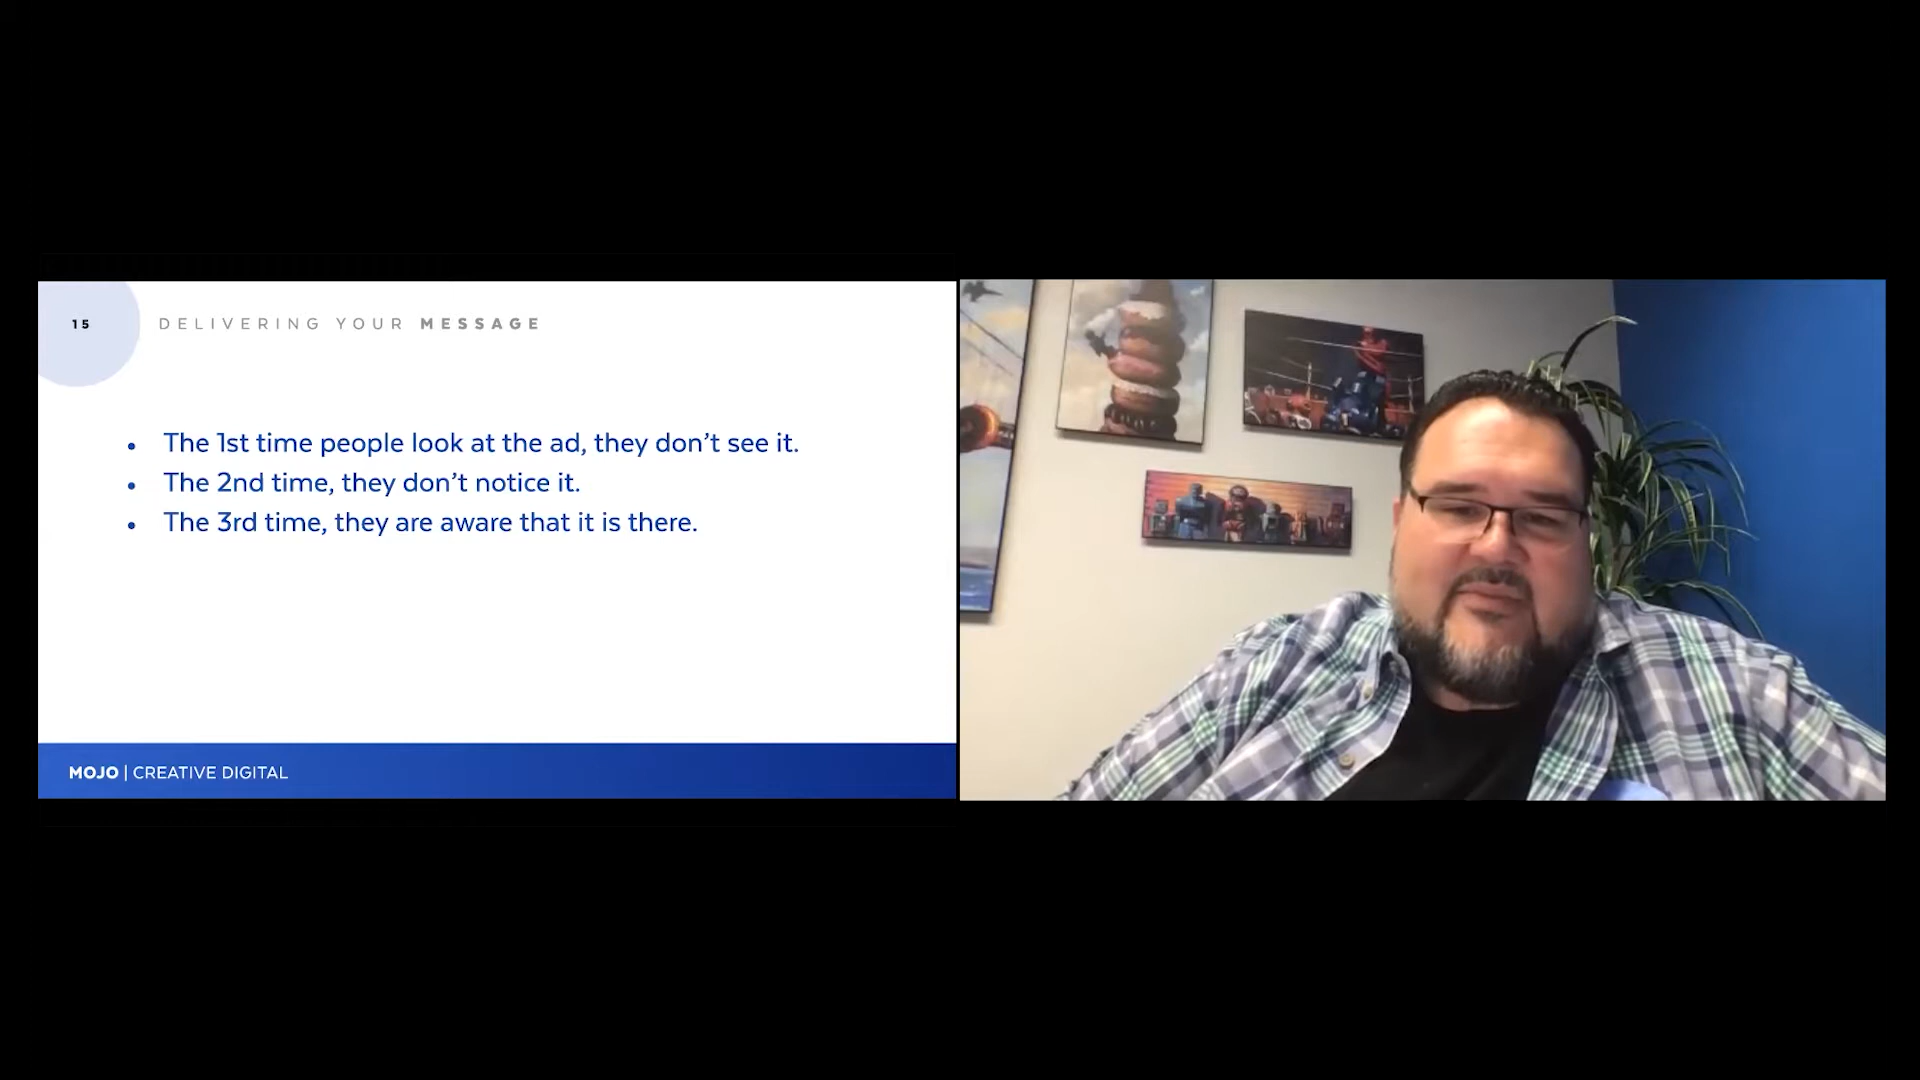 15
DELIVERING YOUR MESSAGE
• The 1st time people look at the ad, they don’t see it.
• The 2nd time, they don’t notice it.
• The 3rd time, they are aware that it is there.
MOJO | CREATIVE DIGITAL